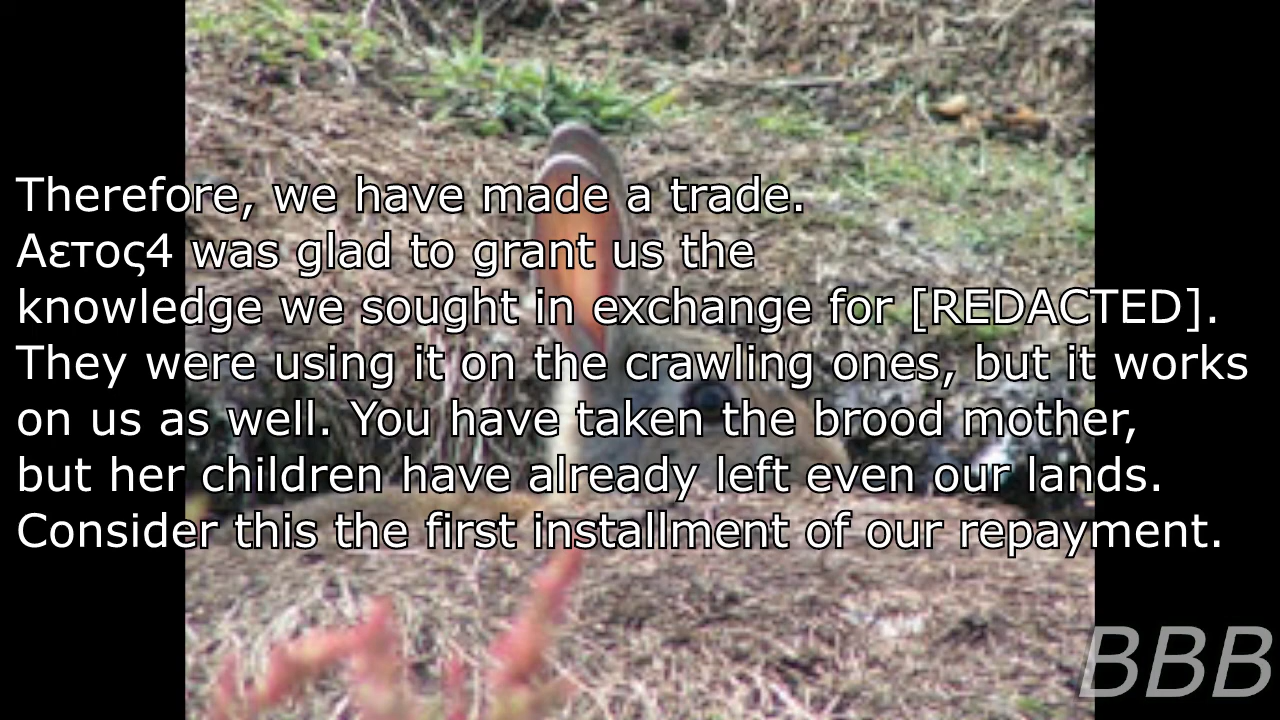 Therefore, we have made a trade.
Αετος4 was glad to grant us the
knowledge we sought in exchange for [REDACTED].
They were using it on the crawling ones, but it works
on us as well. You have taken the brood mother,
but her children have already left even our lands.
Consider this the first installment of our repayment.
BBB